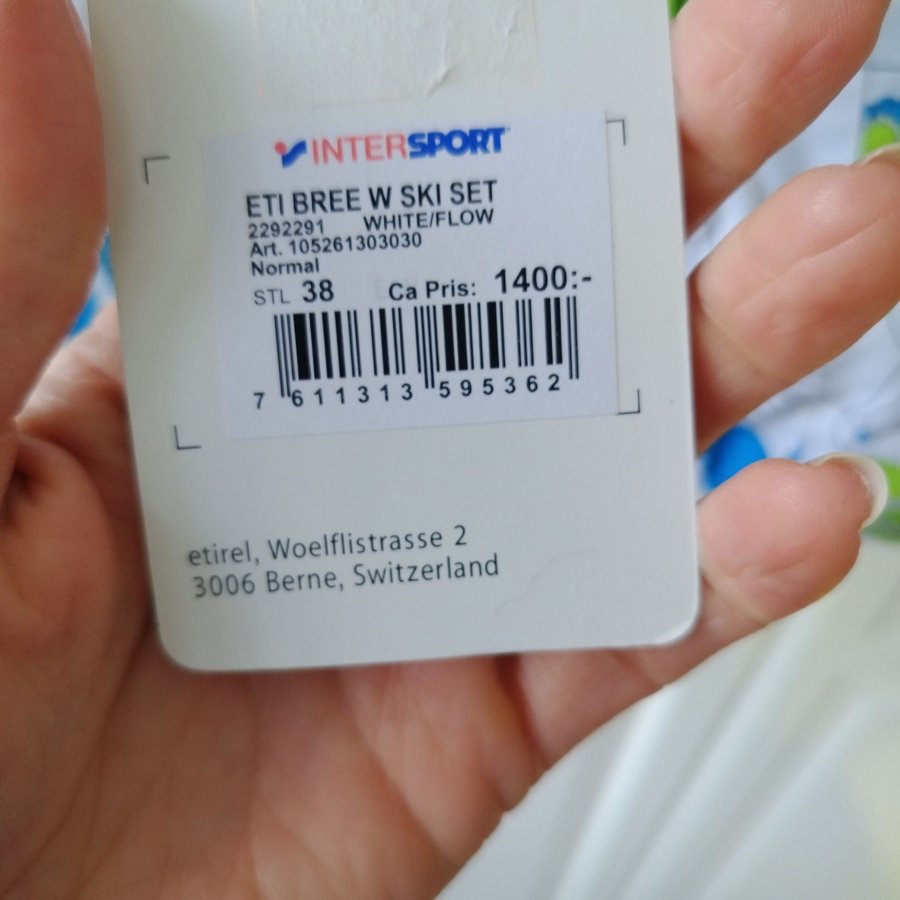 INTERSPORT
ETI BREE W SKI SET
2292291 WHITE/FLOW
Art. 105261303030
Normal
STL 38 Ca Pris: 1400:-
7 611313 595362
etirel, Woelflistrasse 2
3006 Berne, Switzerland